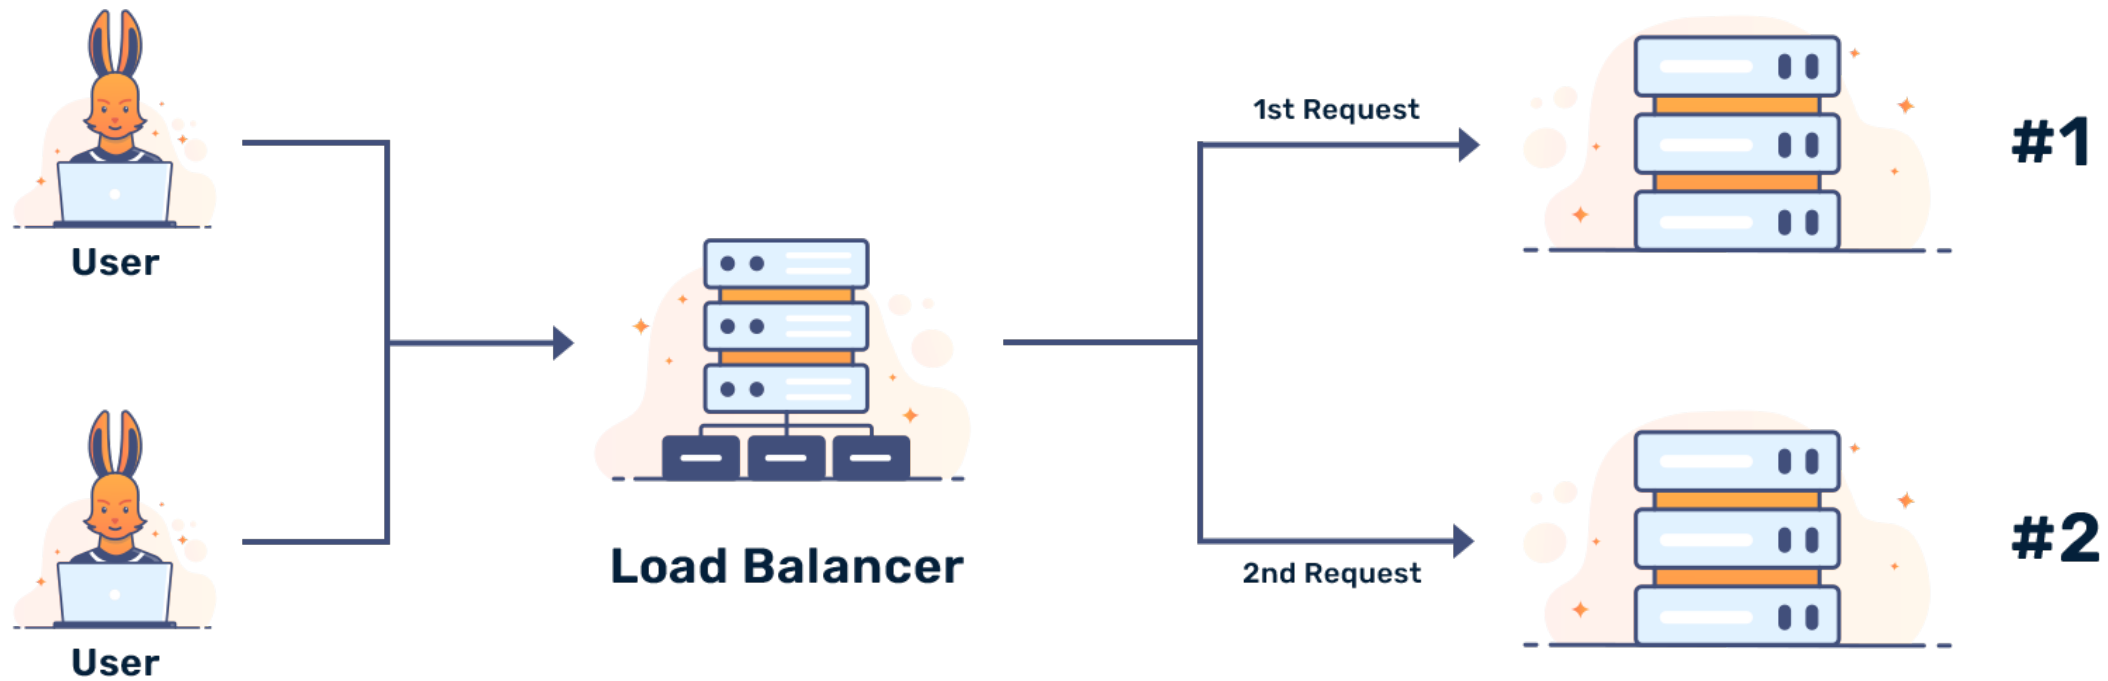 User
User
Load Balancer
1st Request
2nd Request
#1
#2